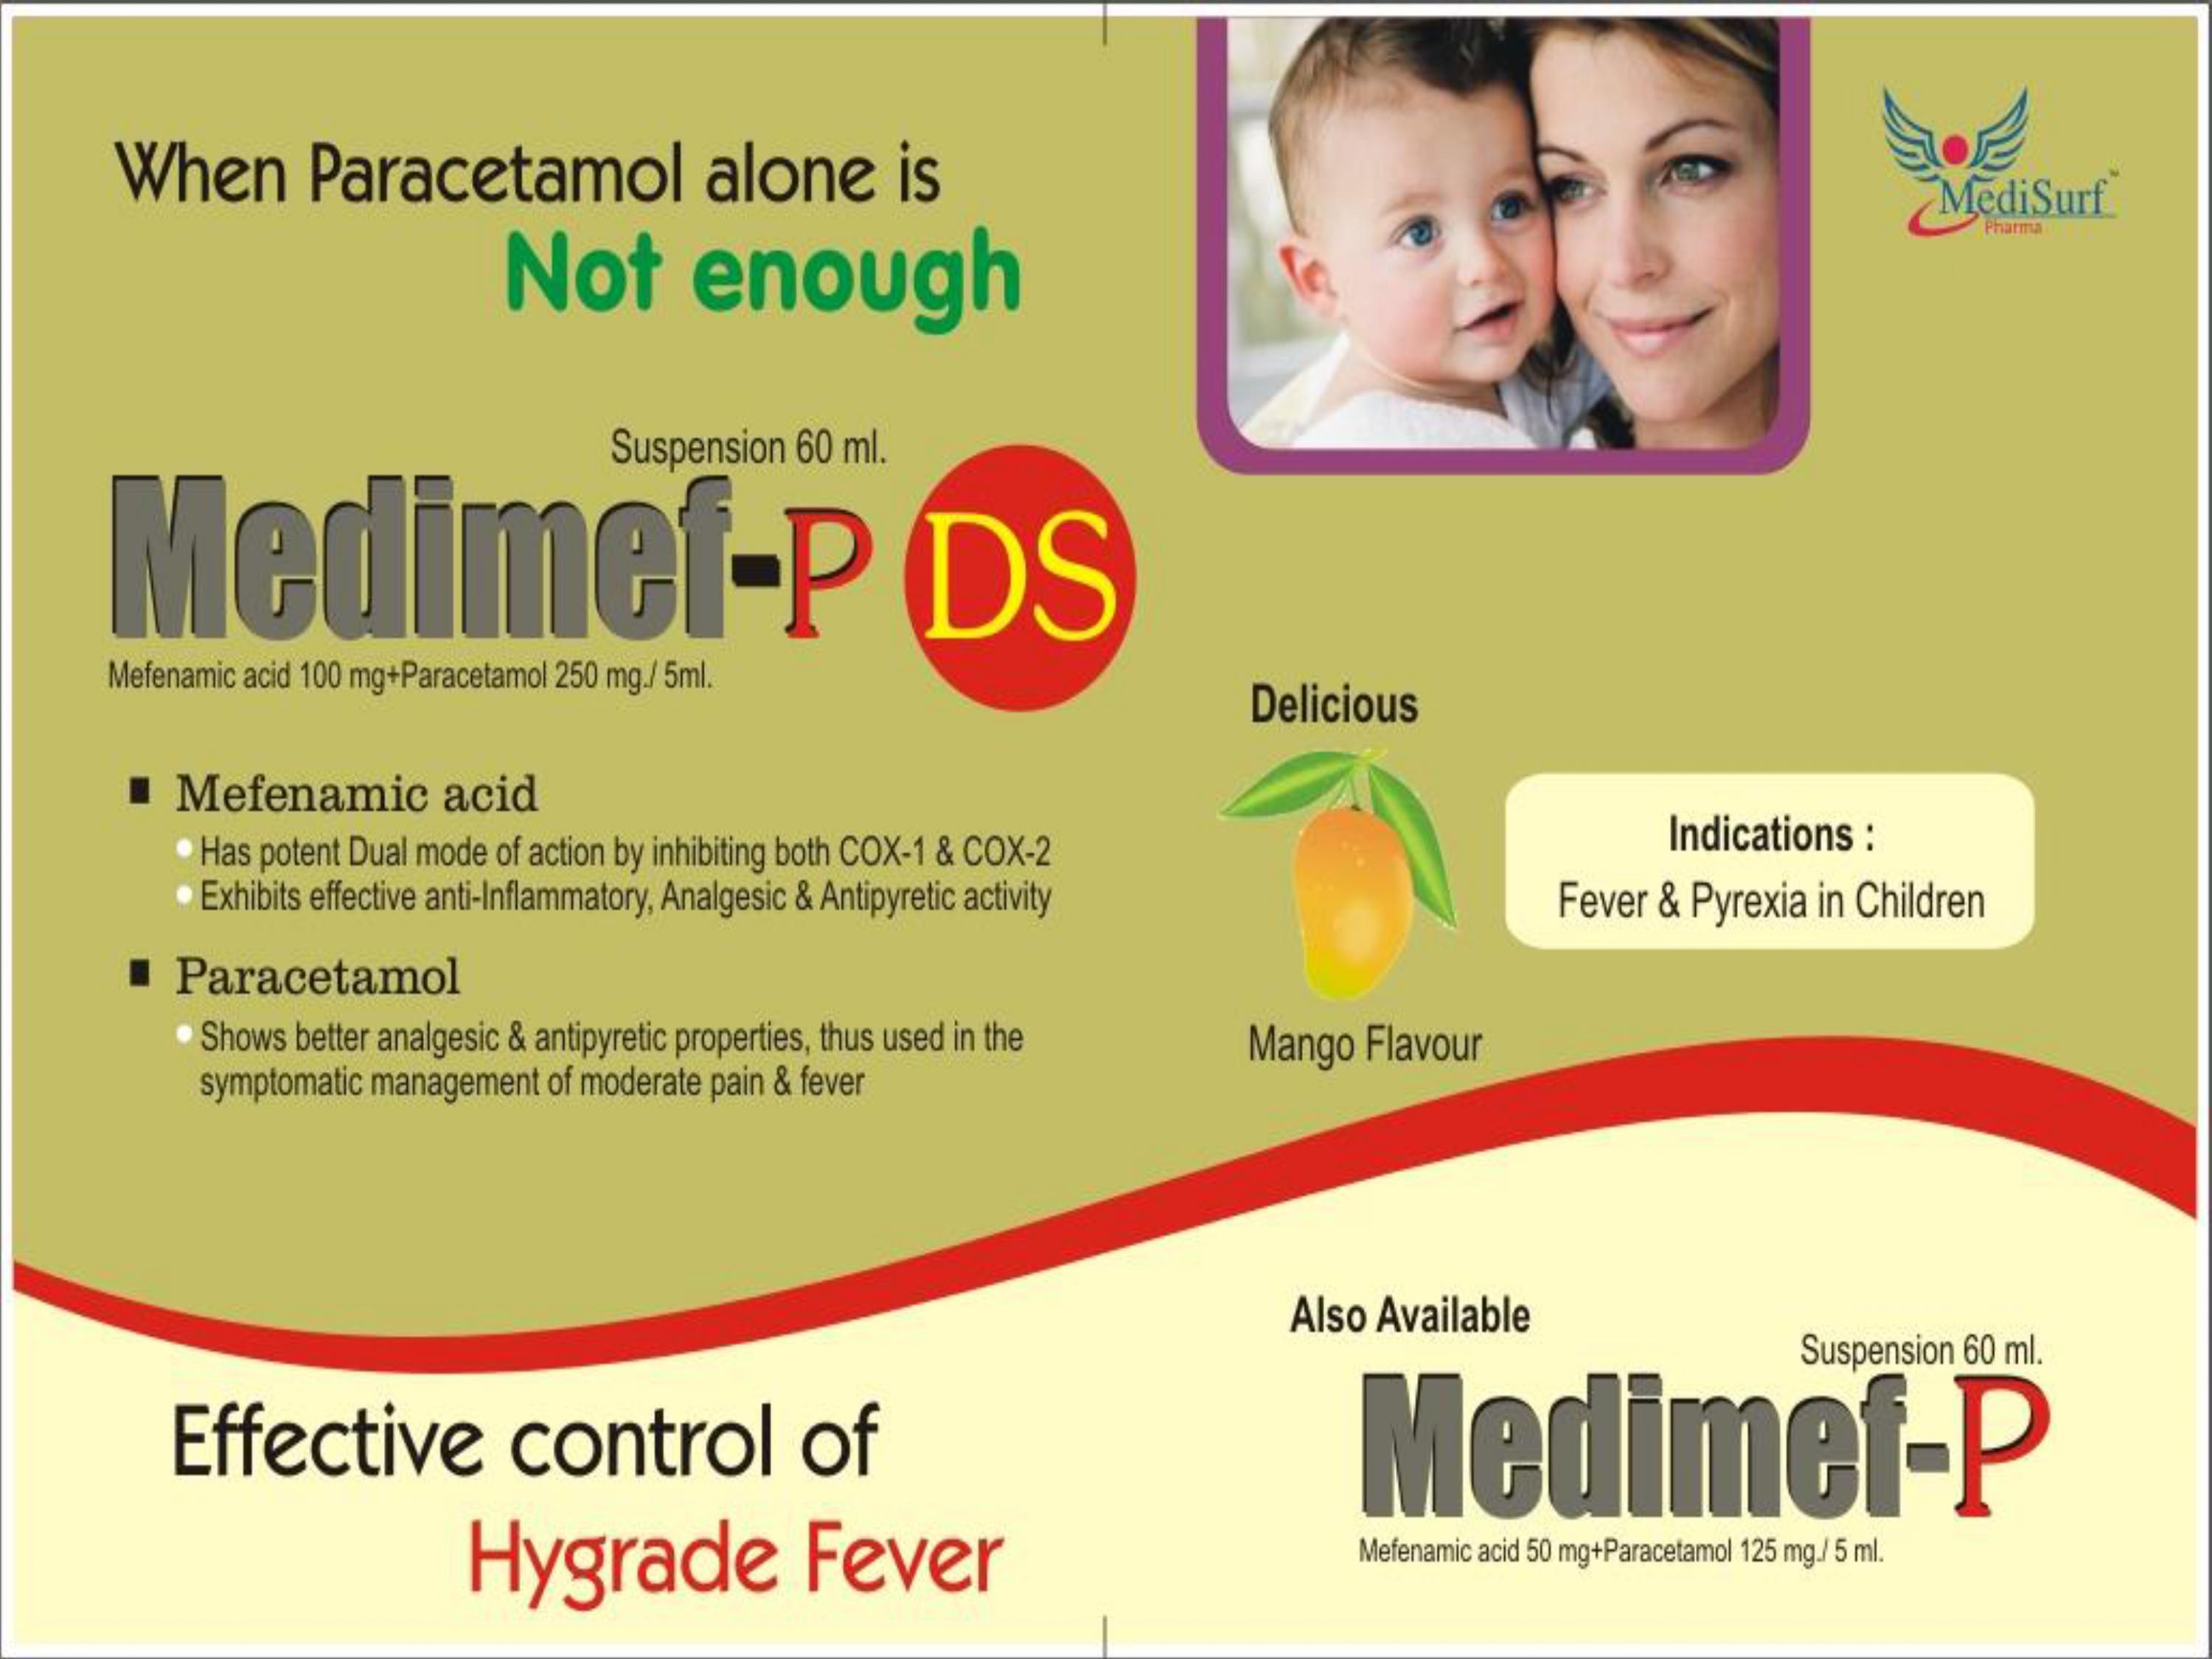 When Paracetamol alone is
Not enough
MediSurf™
Pharma
Suspension 60 ml.
Medimef-P DS
Mefenamic acid 100 mg+Paracetamol 250 mg./ 5ml.
▪ Mefenamic acid
• Has potent Dual mode of action by inhibiting both COX-1 & COX-2
• Exhibits effective anti-Inflammatory, Analgesic & Antipyretic activity
▪ Paracetamol
• Shows better analgesic & antipyretic properties, thus used in the
symptomatic management of moderate pain & fever
Delicious
Mango Flavour
Indications :
Fever & Pyrexia in Children
Effective control of
Hygrade Fever
Also Available
Suspension 60 ml.
Medimef-P
Mefenamic acid 50 mg+Paracetamol 125 mg./ 5 ml.